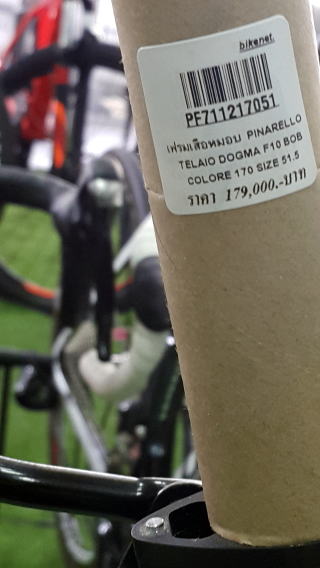 bikenet.
PF711217051
เฟรมเสือหมอบ PINARELLO
TELAIO DOGMA F10 BOB
COLORE 170 SIZE 51.5
ราคา 179,000.-บาท